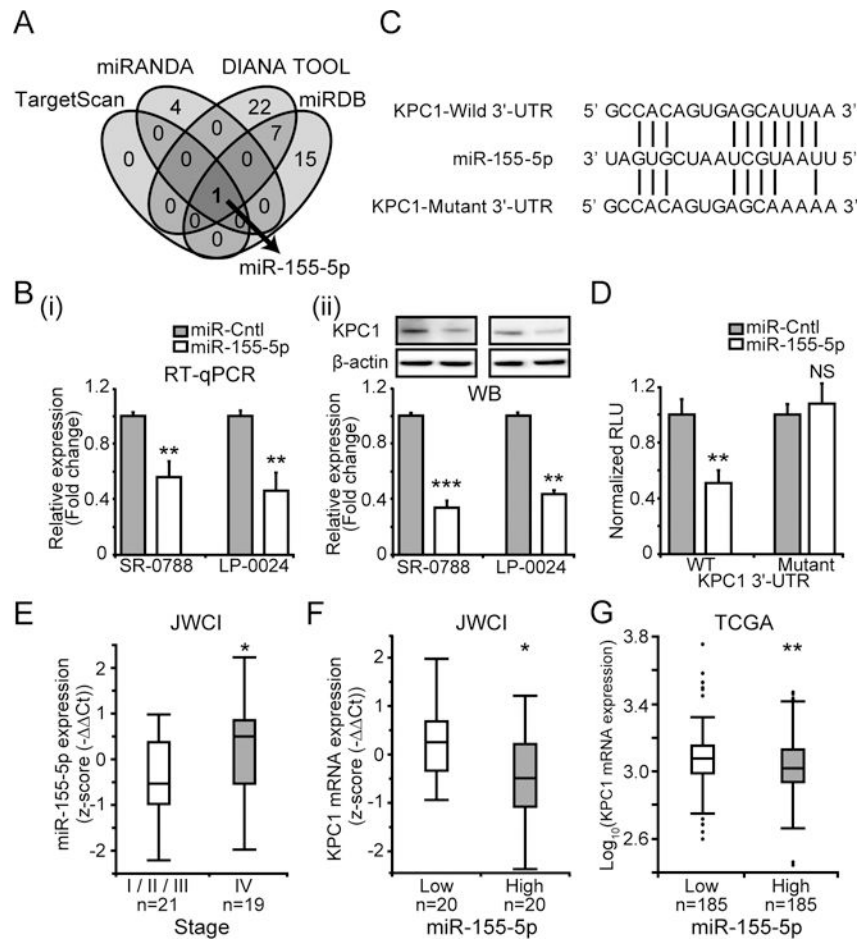 A
miRANDA DIANA TOOL
TargetScan miRDB
4 22
0 7
0 0 0 15
1
0 0 0 0
0
miR-155-5p
C
KPC1-Wild 3'-UTR 5' GCCACAGUGAGCAUUAA 3'
miR-155-5p 3' UAGUGCUAAUCGUAAUU 5'
KPC1-Mutant 3'-UTR 5' GCCACAGUGAGCAAAAA 3'
B
(i)
miR-Cntl
miR-155-5p
RT-qPCR
Relative expression
(Fold change)
1.2
0.8
0.4
0
**
**
SR-0788 LP-0024
(ii)
KPC1
β-actin
WB
Relative expression
(Fold change)
1.2
0.8
0.4
0
***
**
SR-0788 LP-0024
D
miR-Cntl
miR-155-5p
NS
Normalized RLU
1.2
0.8
0.4
0
**
WT Mutant
KPC1 3'-UTR
E
JWCI
miR-155-5p expression
(z-score (-ΔΔCt))
2
1
0
-1
-2
*
I / II / III IV
n=21 n=19
Stage
F
JWCI
KPC1 mRNA expression
(z-score (-ΔΔCt))
2
1
0
-1
-2
*
Low High
n=20 n=20
miR-155-5p
G
TCGA
Log10(KPC1 mRNA expression)
3.8
3.4
3.0
2.6
**
Low High
n=185 n=185
miR-155-5p